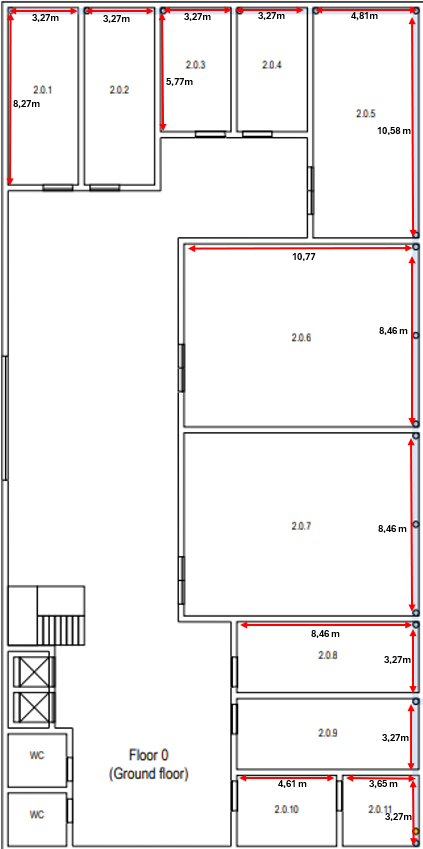 3,27m 3,27m 3,27m 3,27m 4,81m
2.0.1 2.0.2 2.0.3 2.0.4
5,77m
8,27m
2.0.5
10,58 m
10,77
2.0.6
8,46 m
2.0.7
8,46 m
8,46 m
2.0.8
3,27m
2.0.9
3,27m
WC
Floor 0
(Ground floor)
4,61 m 3,65 m
WC
2.0.10 2.0.11
3,27m